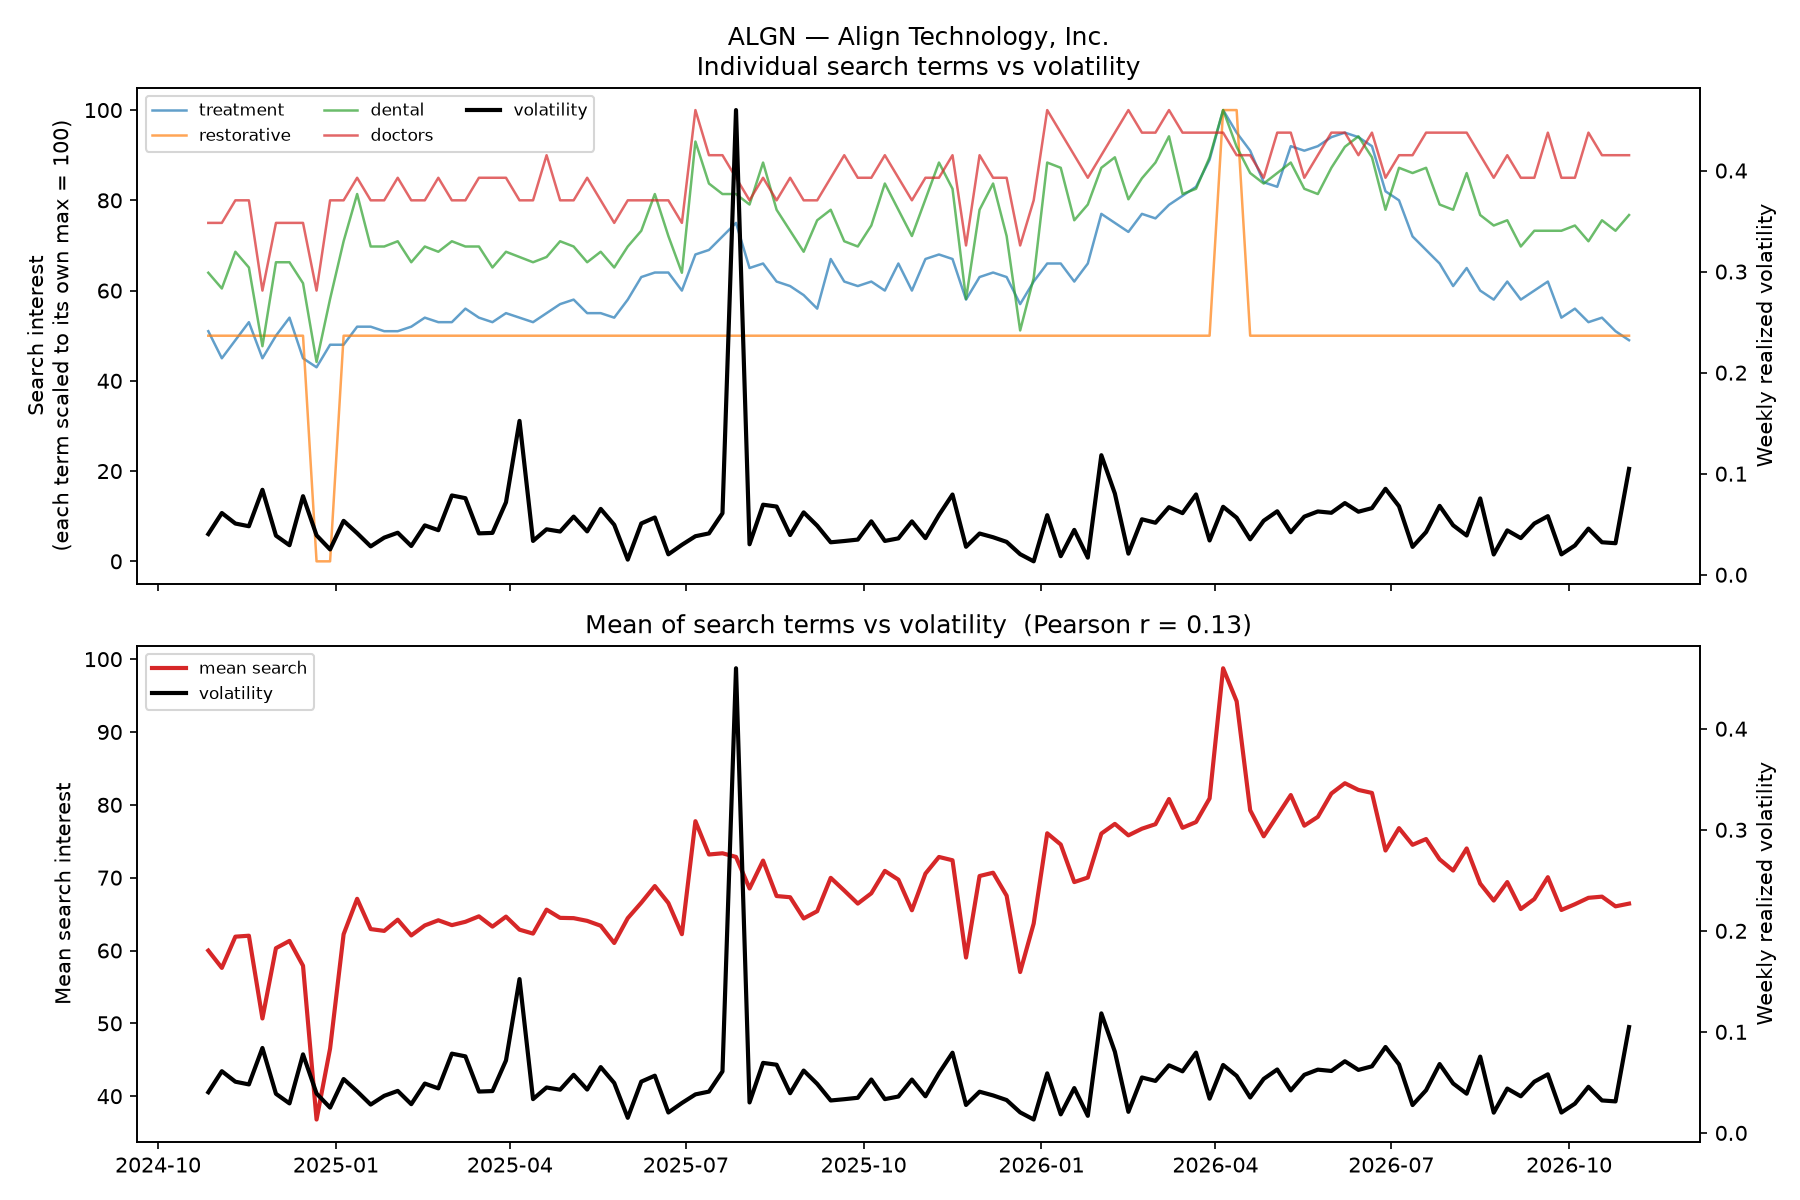 ALGN — Align Technology, Inc.
Individual search terms vs volatility
treatment
restorative
dental
doctors
volatility
Search interest
(each term scaled to its own max = 100)
100
80
60
40
20
0
0.4
0.3
0.2
0.1
0.0
Weekly realized volatility
Mean of search terms vs volatility (Pearson r = 0.13)
mean search
volatility
Mean search interest
100
90
80
70
60
50
40
0.4
0.3
0.2
0.1
0.0
Weekly realized volatility
2024-10
2025-01
2025-04
2025-07
2025-10
2026-01
2026-04
2026-07
2026-10